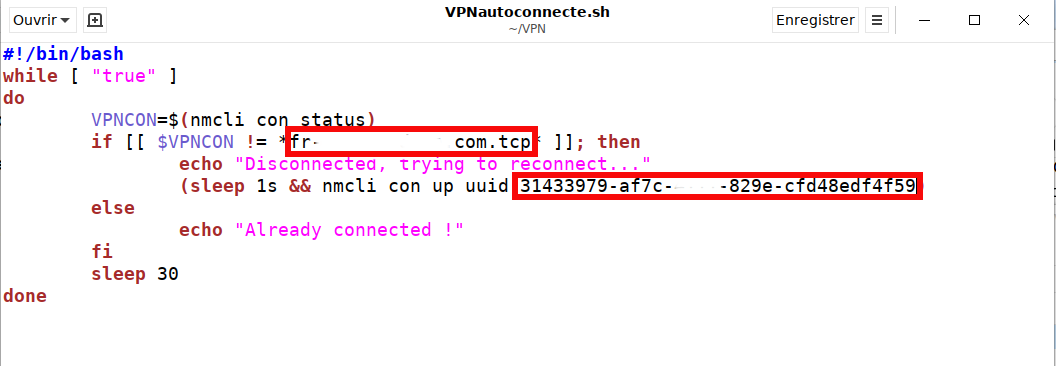 Ouvrir
VPNautoconnecte.sh
~/VPN
Enregistrer
#!/bin/bash
while [ "true" ]
do
VPNCON=$(nmcli con status)
if [[ $VPNCON != *fr- com.tcp* ]]; then
echo "Disconnected, trying to reconnect..."
(sleep 1s && nmcli con up uuid 31433979-af7c- -829e-cfd48edf4f59
else
echo "Already connected !"
fi
sleep 30
done